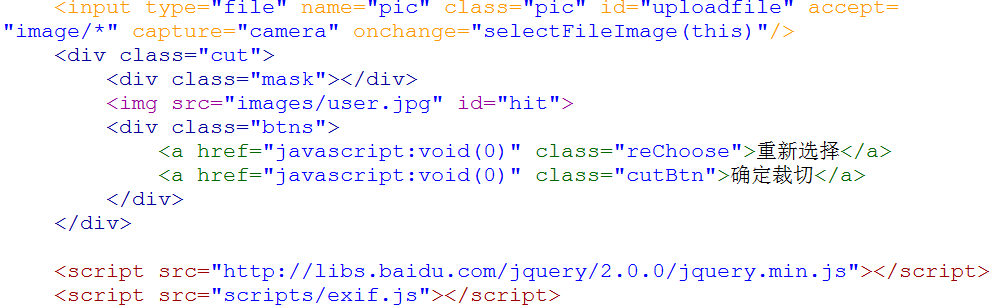 <input type="file" name="pic" class="pic" id="uploadfile" accept=
"image/*" capture="camera" onchange="selectFileImage(this)"/>
<div class="cut">
<div class="mask"></div>
<img src="images/user.jpg" id="hit">
<div class="btns">
<a href="javascript:void(0)" class="reChoose">重新选择</a>
<a href="javascript:void(0)" class="cutBtn">确定裁切</a>
</div>
</div>
<script src="http://libs.baidu.com/jquery/2.0.0/jquery.min.js"></script>
<script src="scripts/exif.js"></script>